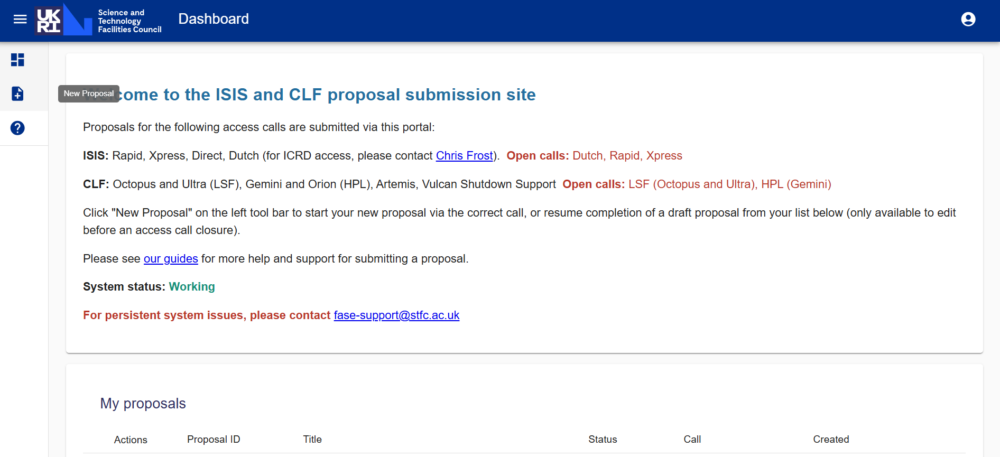 UK
RI
Science and
Technology
Facilities Council
Dashboard
New Proposal
come to the ISIS and CLF proposal submission site
Proposals for the following access calls are submitted via this portal:
ISIS: Rapid, Xpress, Direct, Dutch (for ICRD access, please contact Chris Frost).  Open calls: Dutch, Rapid, Xpress
CLF: Octopus and Ultra (LSF), Gemini and Orion (HPL), Artemis, Vulcan Shutdown Support  Open calls: LSF (Octopus and Ultra), HPL (Gemini)
Click "New Proposal" on the left tool bar to start your new proposal via the correct call, or resume completion of a draft proposal from your list below (only available to edit
before an access call closure).
Please see our guides for more help and support for submitting a proposal.
System status: Working
For persistent system issues, please contact fase-support@stfc.ac.uk
My proposals
Actions Proposal ID Title Status Call Created